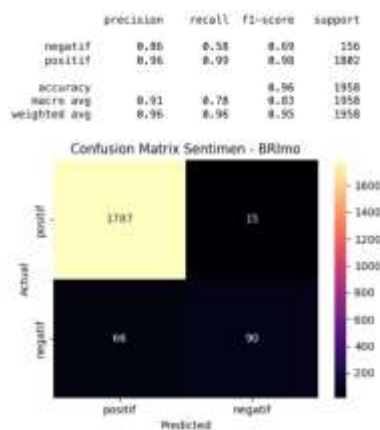 precision recall f1-score support
negatif 0.86 0.58 0.69 156
positif 0.96 0.99 0.98 1802
accuracy 0.96 1958
macro avg 0.91 0.78 0.83 1958
weighted avg 0.96 0.96 0.95 1958
Confusion Matrix Sentimen - BRImo
Actual
positif
1787 15
negatif
66 90
positif negatif
Predicted
1600
1400
1200
1000
800
600
400
200